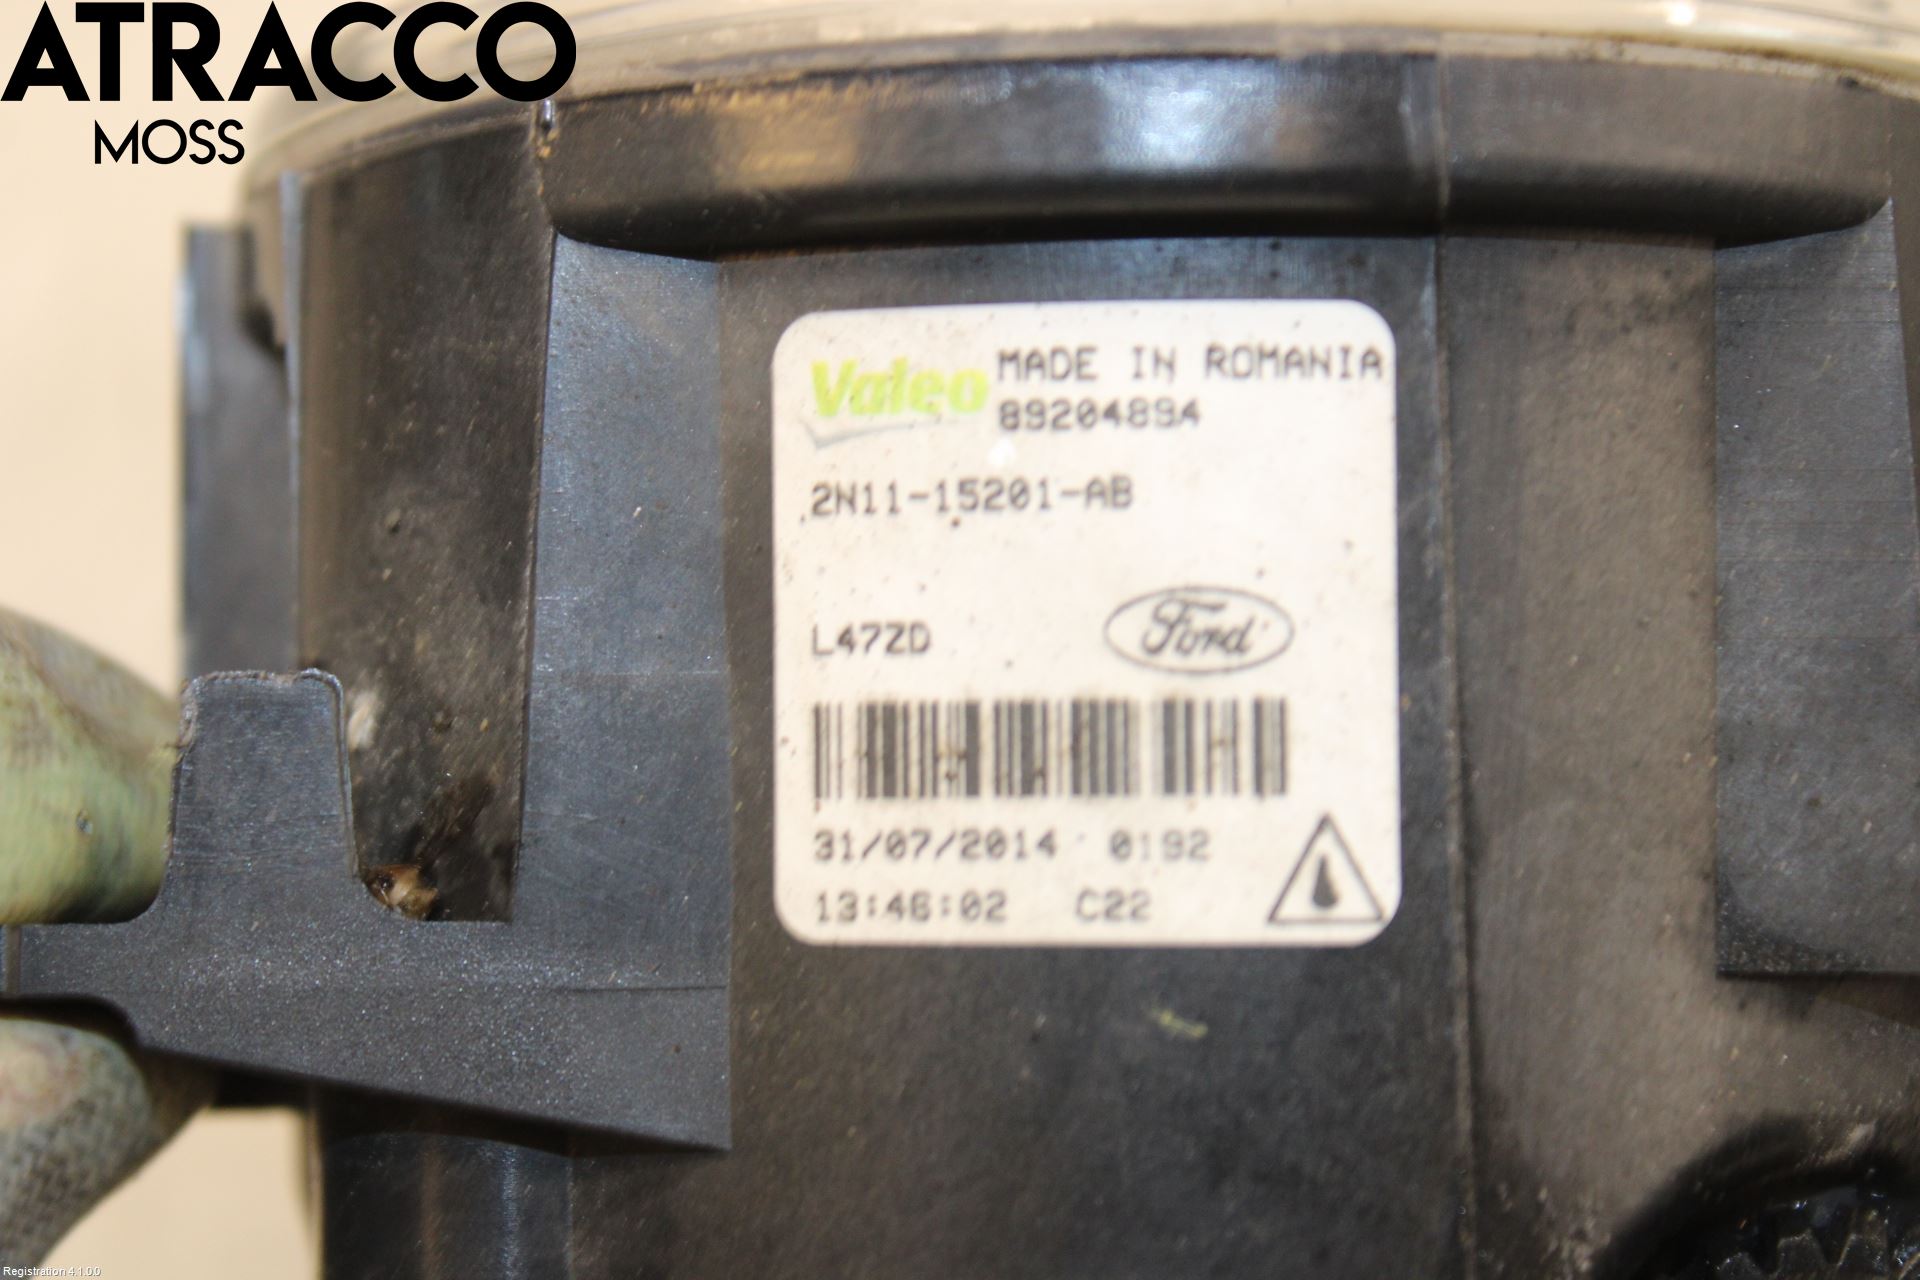 ATRACCO
MOSS
Valeo MADE IN ROMANIA
89204894
2N11-15201-AB
L47ZD Ford
31/07/2014 0192
13:46:02 C22
Registration 4.1.0.0